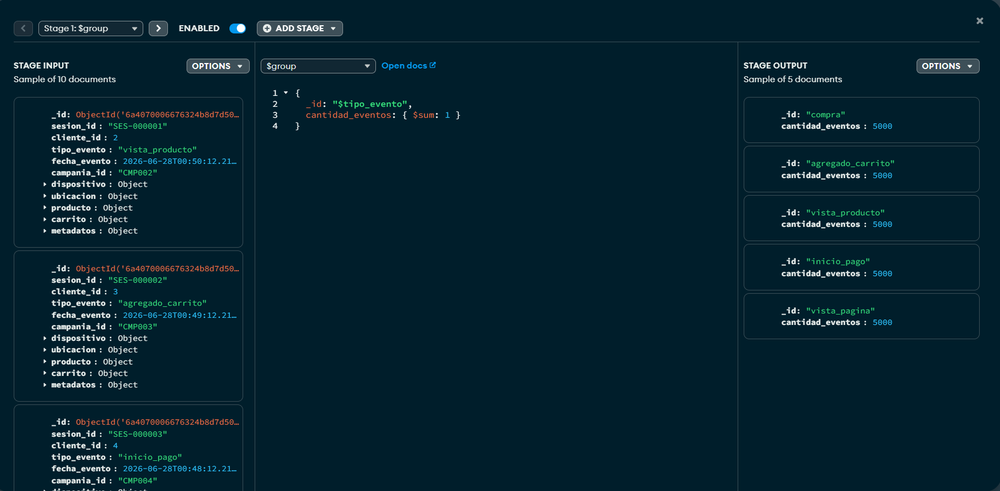 Stage 1: $group
ENABLED
ADD STAGE
STAGE INPUT
OPTIONS
Sample of 10 documents
_id: ObjectId('6a4070006676324b8d7d50…
sesion_id : "SES-000001"
cliente_id : 2
tipo_evento : "vista_producto"
fecha_evento : 2026-06-28T00:50:12.21…
campania_id : "CMP002"
dispositivo : Object
ubicacion : Object
producto : Object
carrito : Object
metadatos : Object
_id: ObjectId('6a4070006676324b8d7d50…
sesion_id : "SES-000002"
cliente_id : 3
tipo_evento : "agregado_carrito"
fecha_evento : 2026-06-28T00:49:12.21…
campania_id : "CMP003"
dispositivo : Object
ubicacion : Object
producto : Object
carrito : Object
metadatos : Object
_id: ObjectId('6a4070006676324b8d7d50…
sesion_id : "SES-000003"
cliente_id : 4
tipo_evento : "inicio_pago"
fecha_evento : 2026-06-28T00:48:12.21…
campania_id : "CMP004"
dispositivo : Object
$group
Open docs
1 {
2 _id: "$tipo_evento",
3 cantidad_eventos: { $sum: 1 }
4 }
STAGE OUTPUT
OPTIONS
Sample of 5 documents
_id: "compra"
cantidad_eventos : 5000
_id: "agregado_carrito"
cantidad_eventos : 5000
_id: "vista_producto"
cantidad_eventos : 5000
_id: "inicio_pago"
cantidad_eventos : 5000
_id: "vista_pagina"
cantidad_eventos : 5000